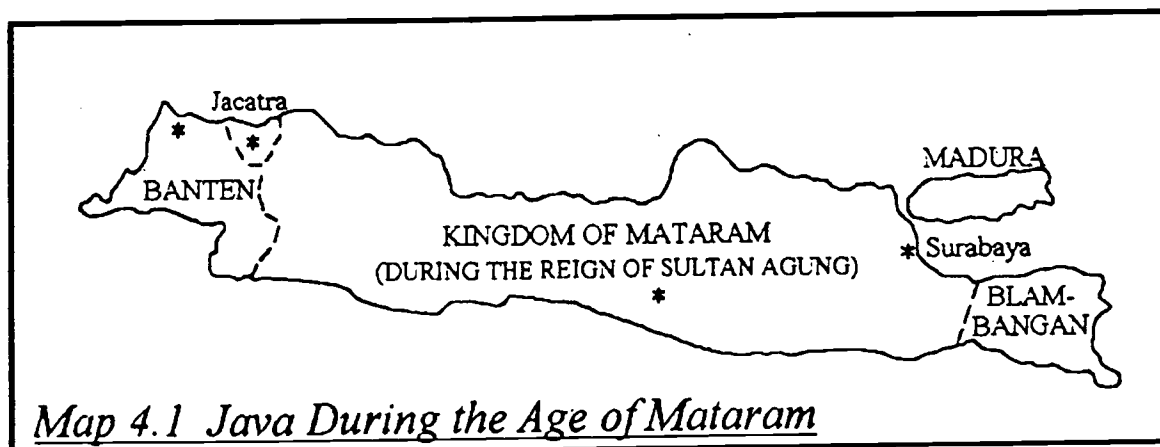 Jacatra
BANTEN
MADURA
KINGDOM OF MATARAM
(DURING THE REIGN OF SULTAN AGUNG)
Surabaya
BLAM-
BANGAN
Map 4.1 Java During the Age of Mataram